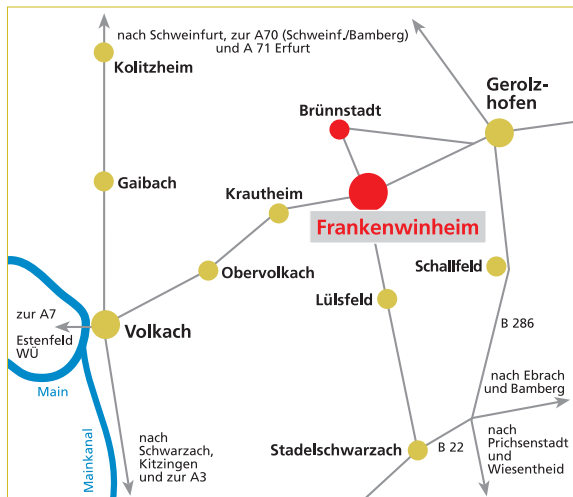 nach Schweinfurt, zur A70 (Schweinf./Bamberg)
und A 71 Erfurt
Kolitzheim
Gerolz-
hofen
Brünnstadt
Gaibach
Krautheim
Frankenwinheim
Obervolkach
Schallfeld
Lülsfeld
zur A7
Volkach
Estenfeld
WÜ
B 286
Main
nach Ebrach
und Bamberg
Mainkanal
nach
Schwarzach,
Kitzingen
und zur A3
Stadelschwarzach
B 22
nach
Prichsenstadt
und
Wiesentheid